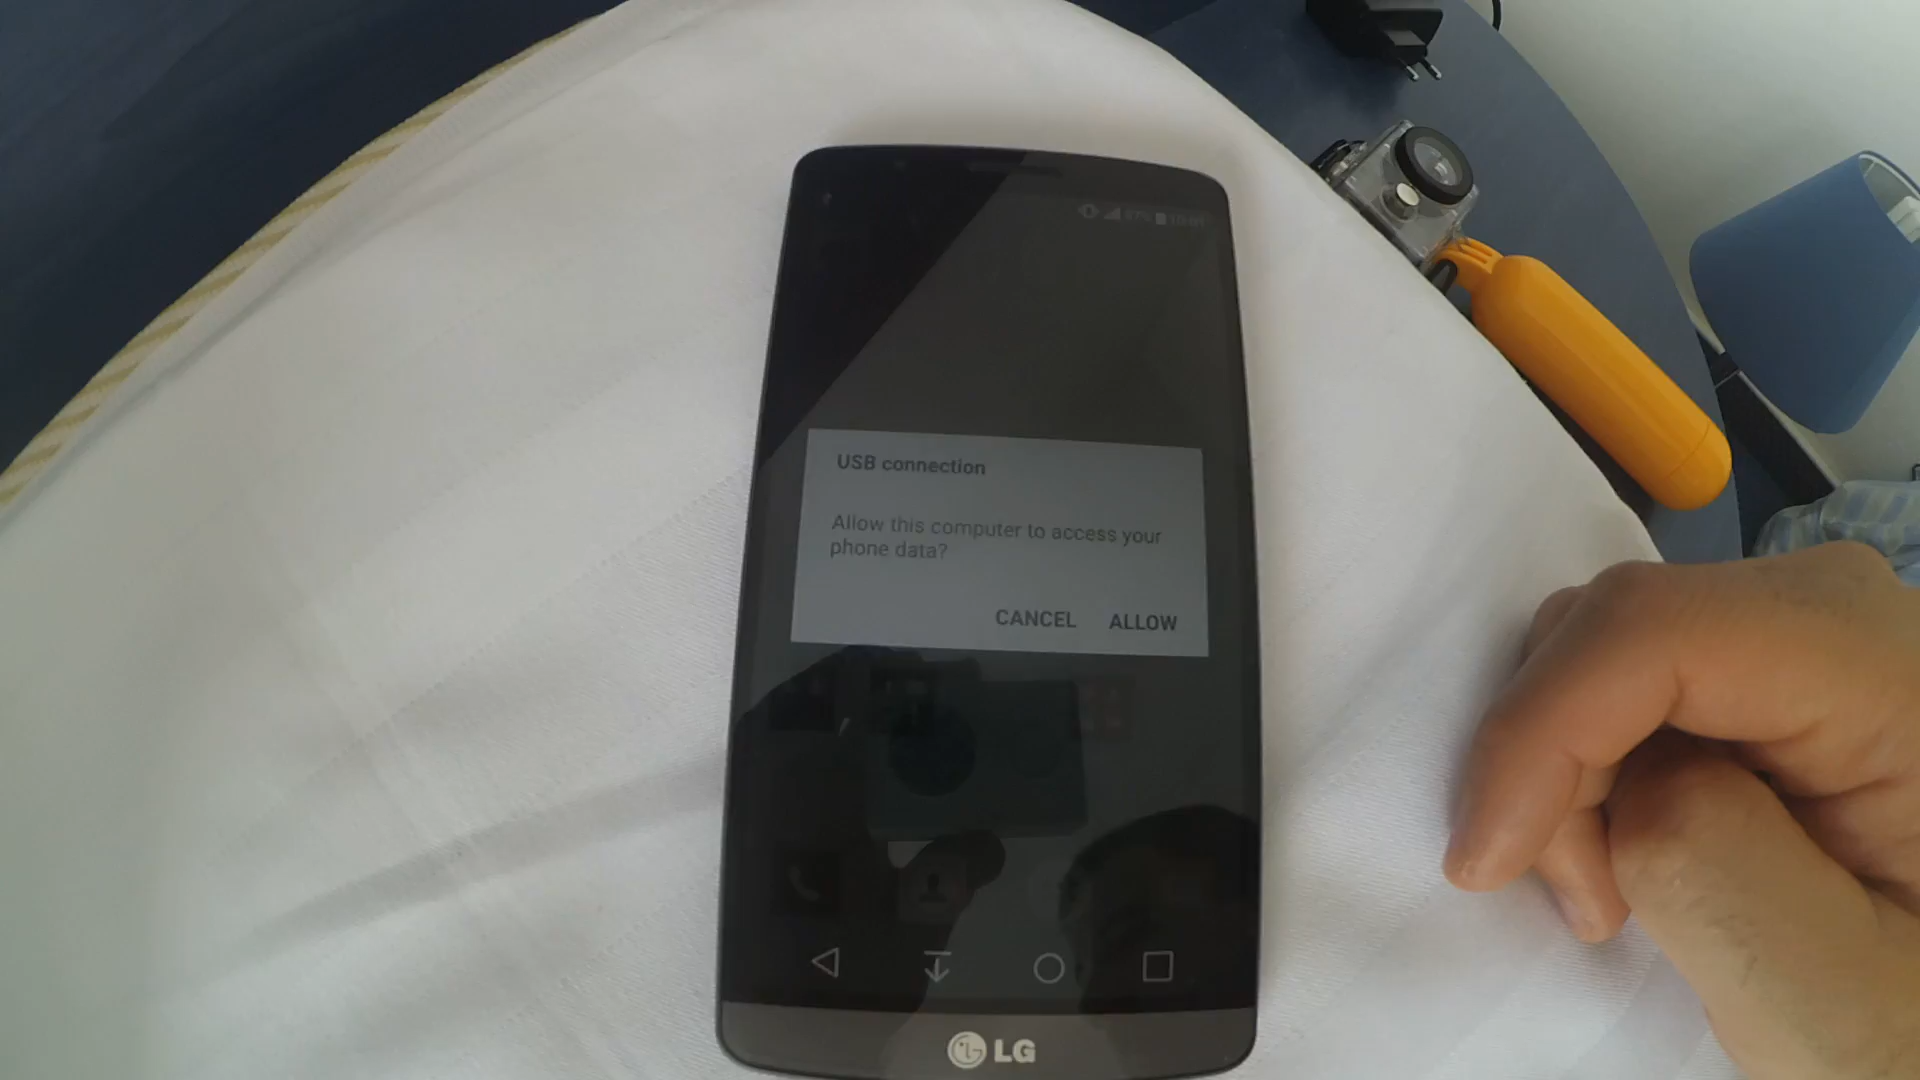 USB connection
Allow this computer to access your
phone data?
CANCEL ALLOW
LG